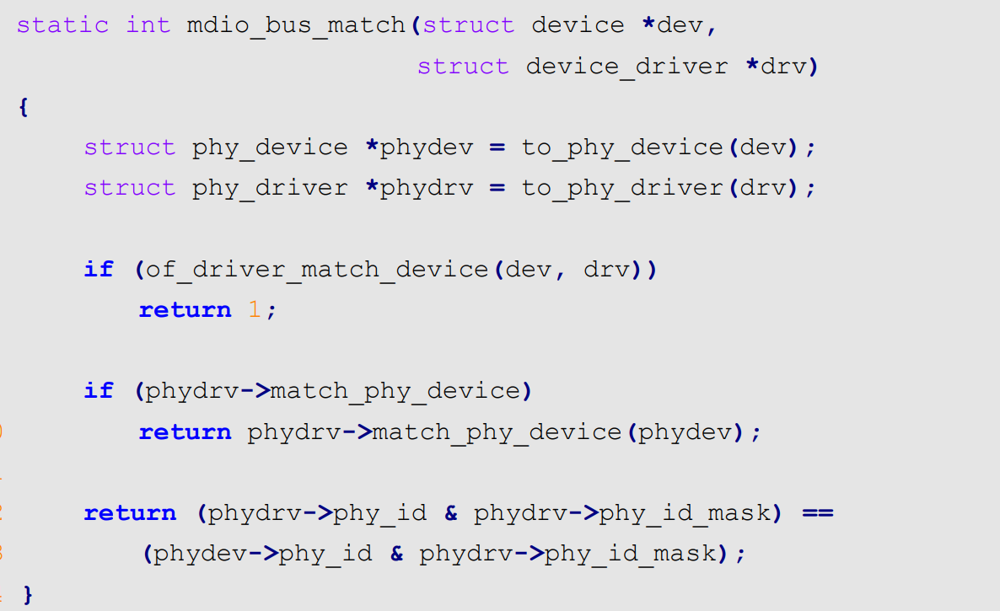 static int mdio_bus_match(struct device *dev,
                          struct device_driver *drv)
{
    struct phy_device *phydev = to_phy_device(dev);
    struct phy_driver *phydrv = to_phy_driver(drv);
    if (of_driver_match_device(dev, drv))
        return 1;
    if (phydrv->match_phy_device)
        return phydrv->match_phy_device(phydev);
    return (phydrv->phy_id & phydrv->phy_id_mask) ==
        (phydev->phy_id & phydrv->phy_id_mask);
}